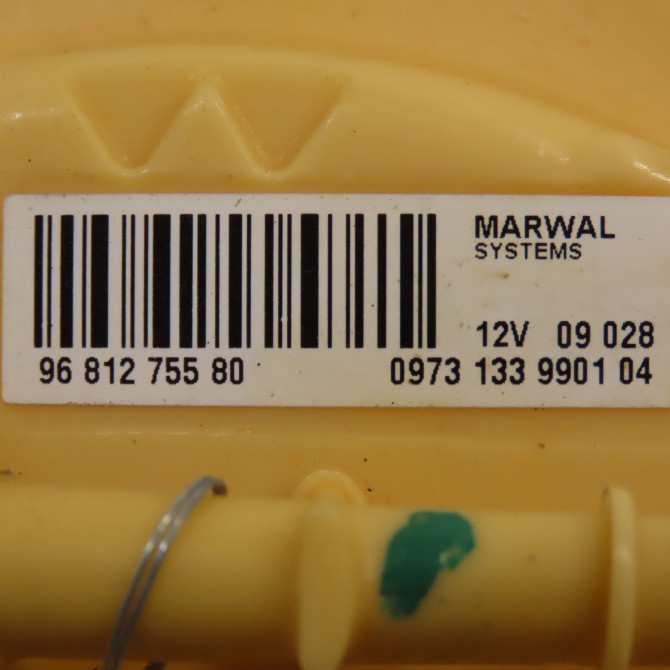 MARWAL
SYSTEMS
12V 09 028
96 812 755 80 0973 133 9901 04